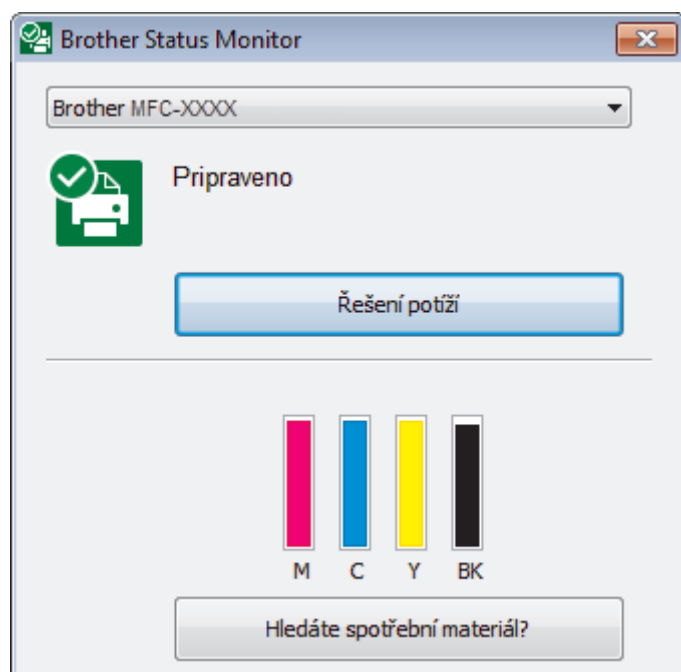 Brother Status Monitor
Brother MFC-XXXX
Pripraveno
Řešení potíží
M C Y BK
Hledáte spotřební materiál?